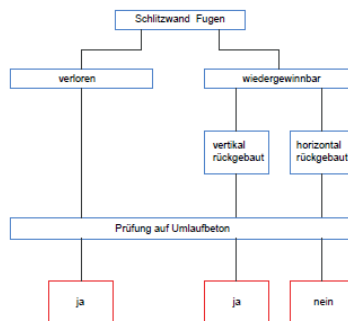 Schlitzwand Fugen
verloren
wiedergewinnbar
vertikal
rückgebaut
horizontal
rückgebaut
Prüfung auf Umlaufbeton
ja
ja
nein